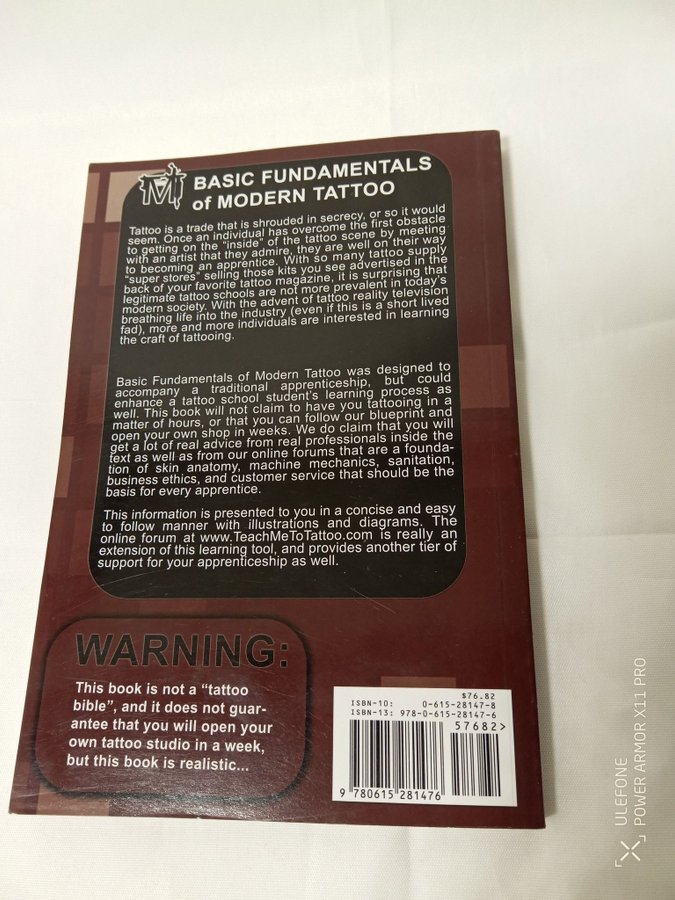 M
BASIC FUNDAMENTALS
of MODERN TATTOO
Tattoo is a trade that is shrouded in secrecy, or so it would
seem. Once an individual has overcome the first obstacle
to getting on the "inside" of the tattoo scene by meeting
with an artist that they admire, they are well on their way
to becoming an apprentice. With so many tattoo supply
"super stores" selling those kits you see advertised in the
back of your favorite tattoo magazine, it is surprising that
legitimate tattoo schools are not more prevalent in today's
modern society. With the advent of tattoo reality television
breathing life into the industry (even if this is a short lived
fad), more and more individuals are interested in learning
the craft of tattooing.
Basic Fundamentals of Modern Tattoo was designed to
accompany a traditional apprenticeship, but could
enhance a tattoo school student's learning process as
well. This book will not claim to have you tattooing in a
matter of hours, or that you can follow our blueprint and
open your own shop in weeks. We do claim that you will
get a lot of real advice from real professionals inside the
text as well as from our online forums that are a founda-
tion of skin anatomy, machine mechanics, sanitation,
business ethics, and customer service that should be the
basis for every apprentice.
This information is presented to you in a concise and easy
to follow manner with illustrations and diagrams. The
online forum at www.TeachMeToTattoo.com is really an
extension of this learning tool, and provides another tier of
support for your apprenticeship as well.
WARNING:
This book is not a "tattoo
bible", and it does not guar-
antee that you will open your
own tattoo studio in a week,
but this book is realistic...
$76.82
ISBN-10: 0-615-28147-8
ISBN-13: 978-0-615-28147-6
57682>
9 780615 281476
ULEFONE
POWER ARMOR X11 PRO